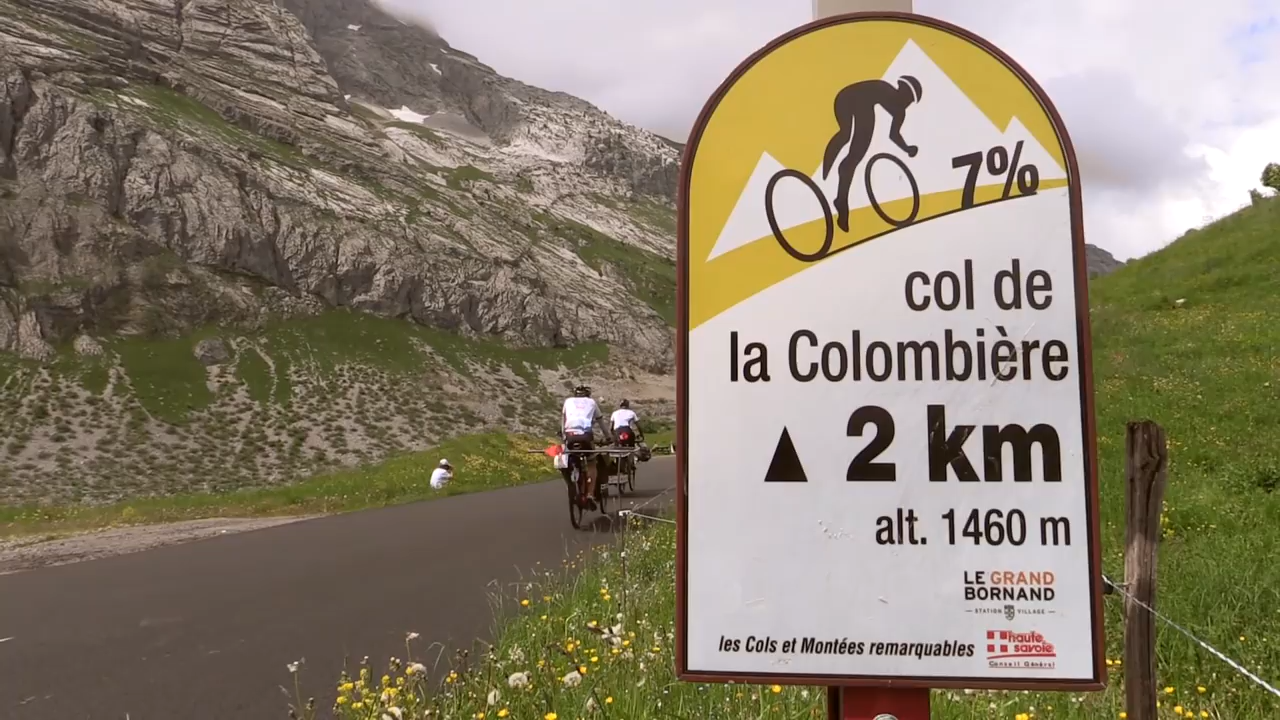 7%
col de
la Colombière
▲ 2 km
alt. 1460 m
LE GRAND
BORNAND
STATION VILLAGE
les Cols et Montées remarquables
haute
savoie
Conseil Général